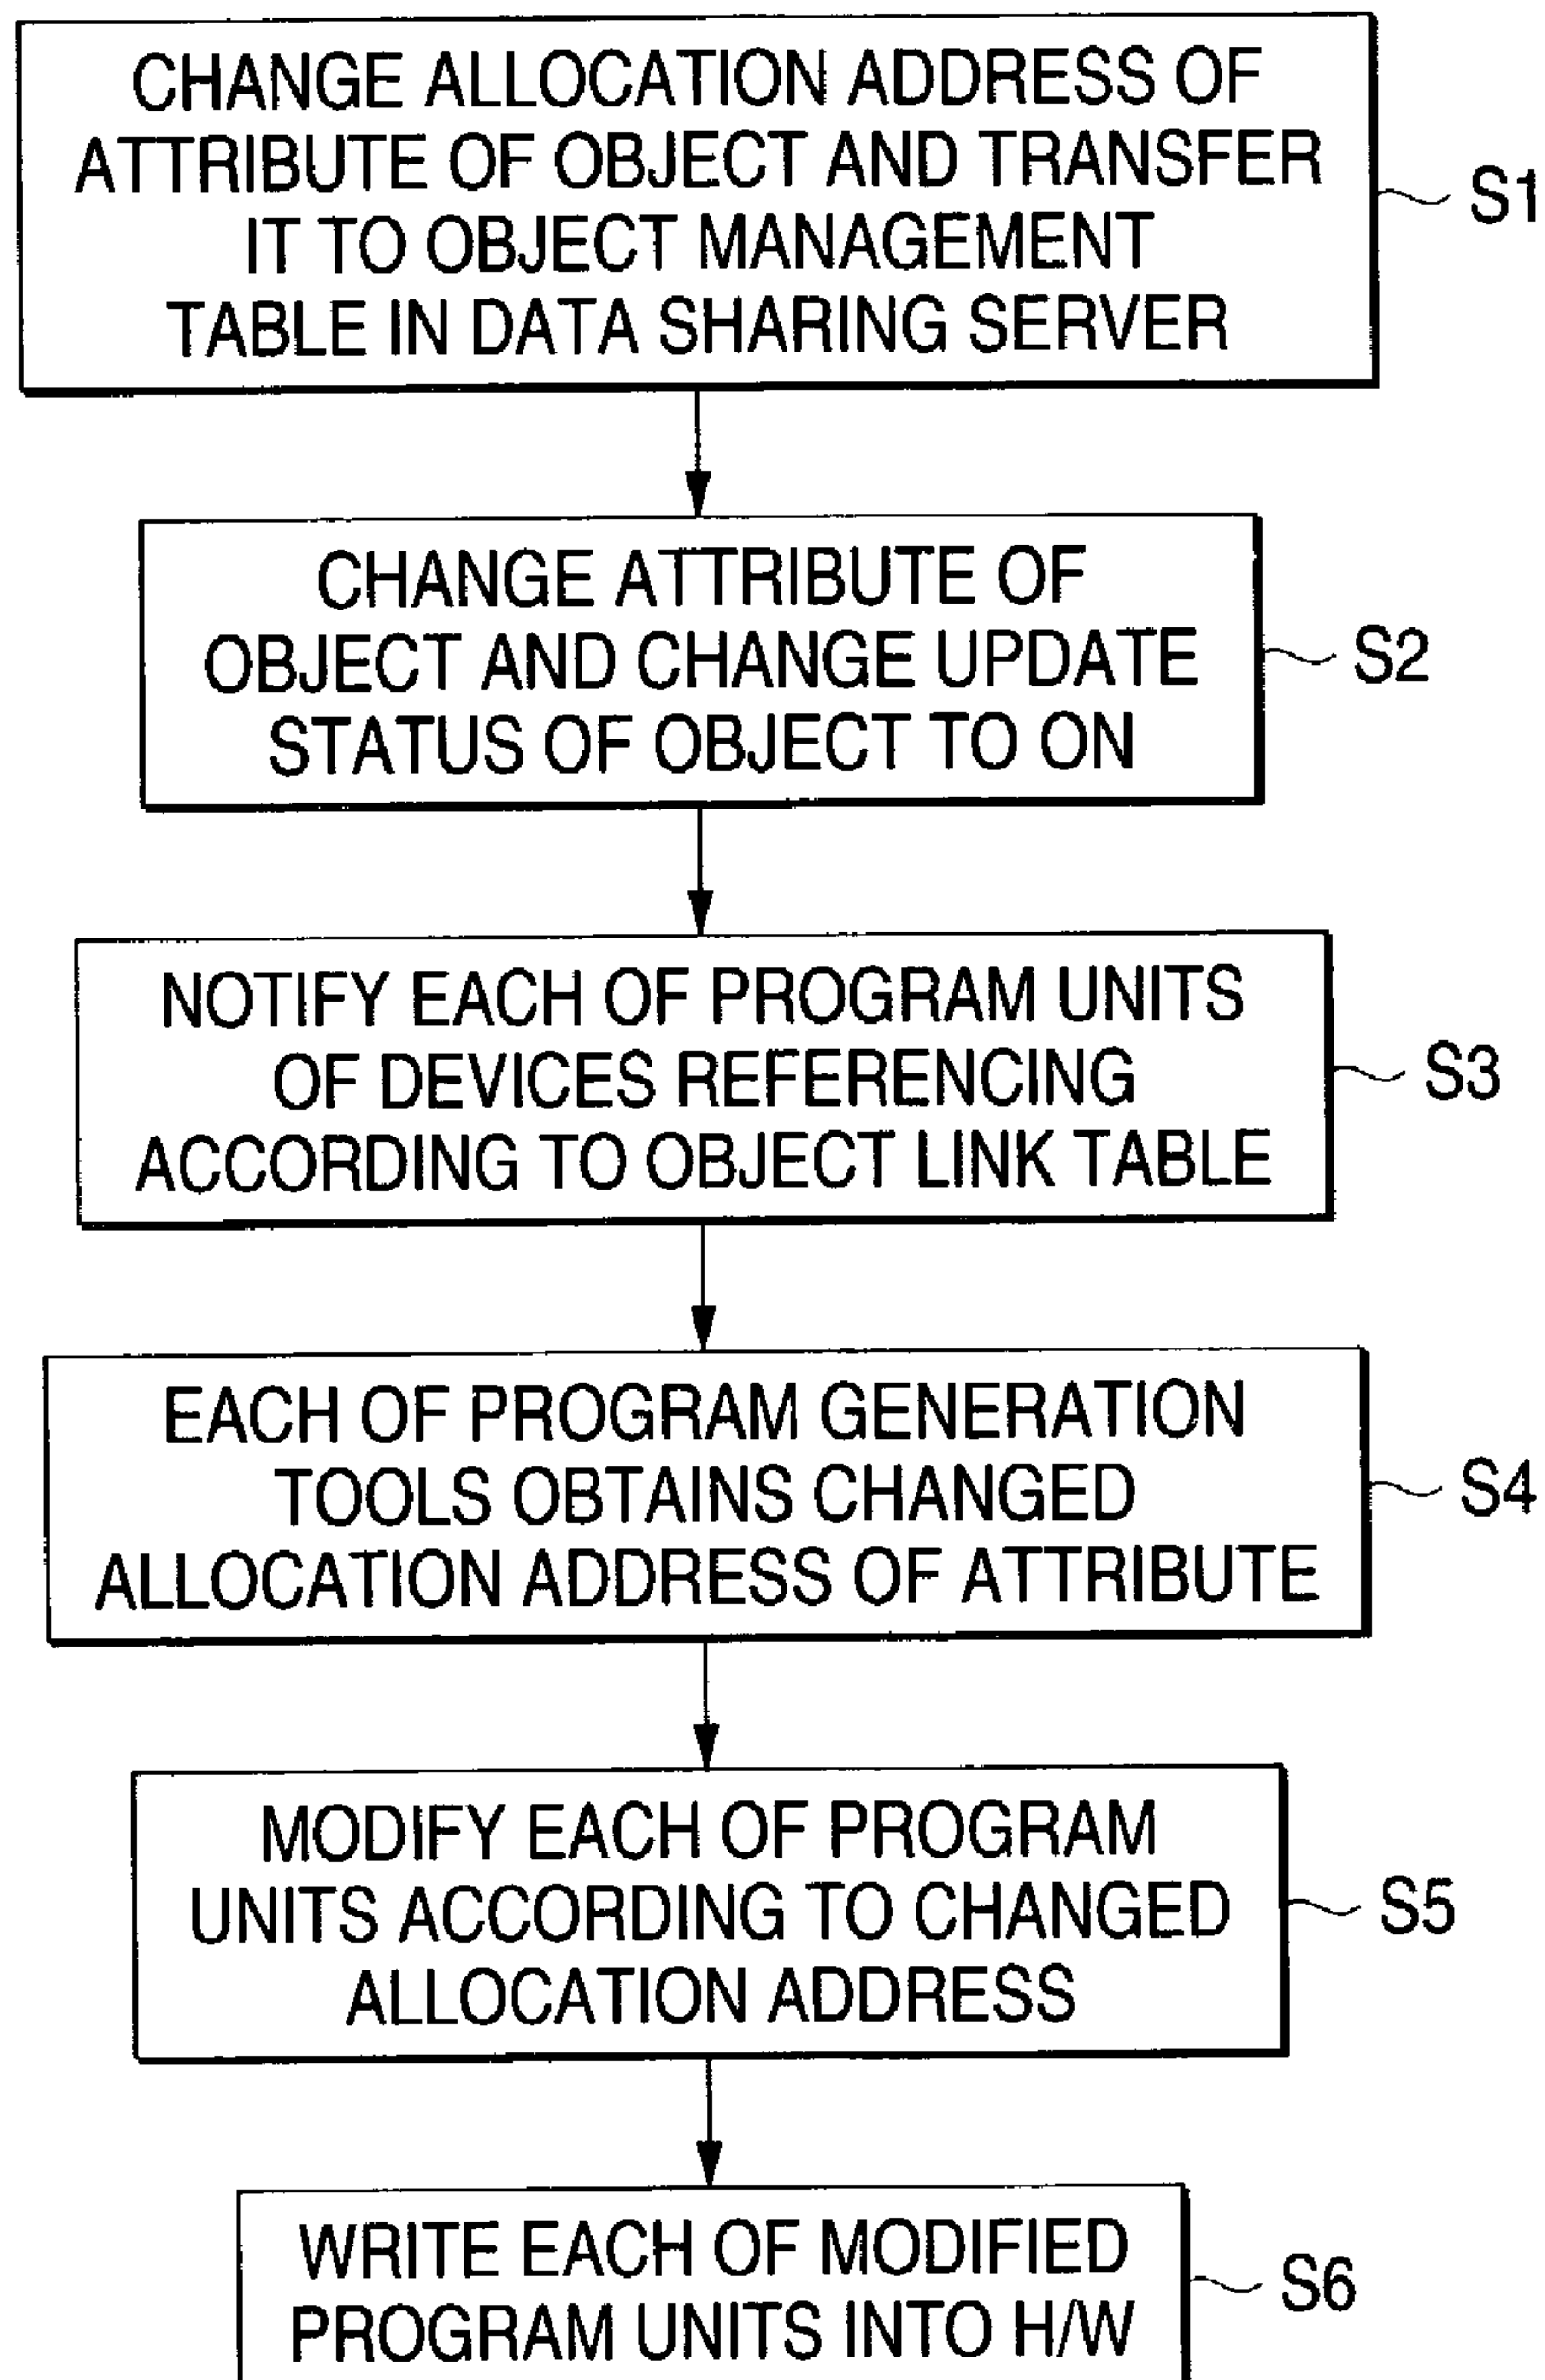 CHANGE ALLOCATION ADDRESS OF
ATTRIBUTE OF OBJECT AND TRANSFER
IT TO OBJECT MANAGEMENT
TABLE IN DATA SHARING SERVER
S1
CHANGE ATTRIBUTE OF
OBJECT AND CHANGE UPDATE
STATUS OF OBJECT TO ON
S2
NOTIFY EACH OF PROGRAM UNITS
OF DEVICES REFERENCING
ACCORDING TO OBJECT LINK TABLE
S3
EACH OF PROGRAM GENERATION
TOOLS OBTAINS CHANGED
ALLOCATION ADDRESS OF ATTRIBUTE
S4
MODIFY EACH OF PROGRAM
UNITS ACCORDING TO CHANGED
ALLOCATION ADDRESS
S5
WRITE EACH OF MODIFIED
PROGRAM UNITS INTO H/W
S6